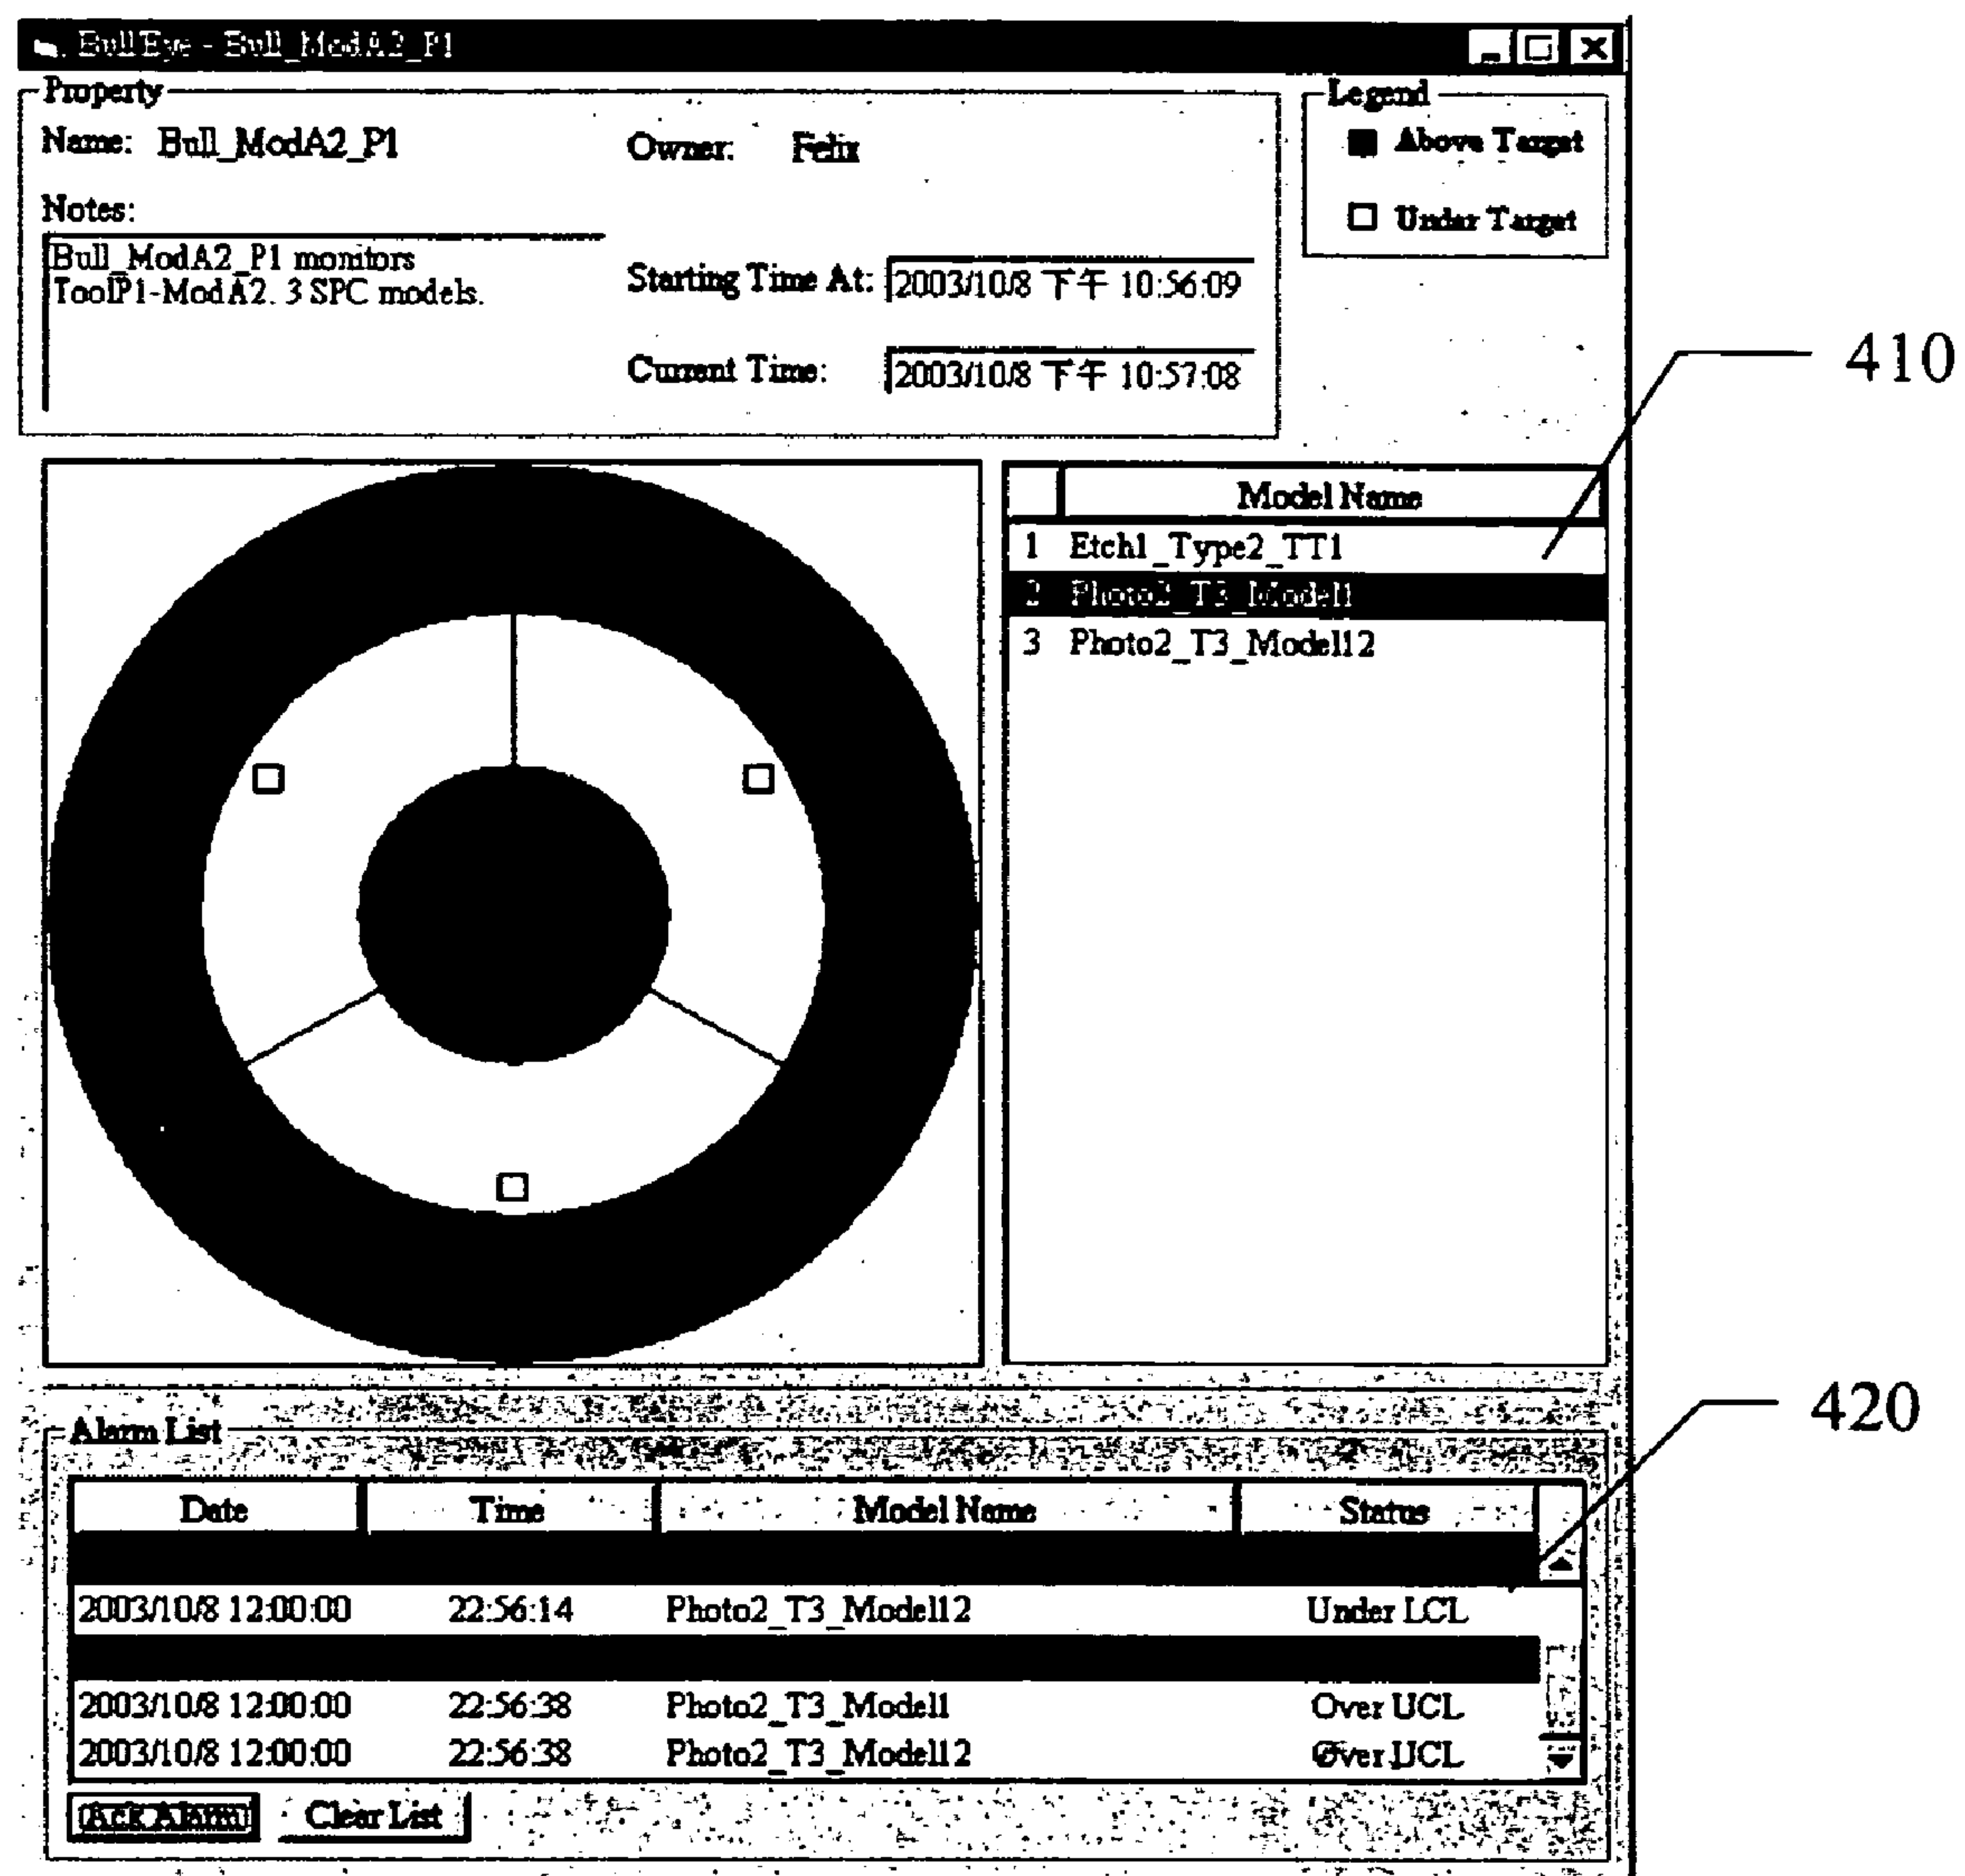 BullEye - Bull_ModA2_P1
Property
Name: Bull_ModA2_P1
Owner: Felix
Notes:
Bull_ModA2_P1 monitors
ToolP1-ModA2. 3 SPC models.
Starting Time At: 2003/10/8 下午 10:56:09
Current Time: 2003/10/8 下午 10:57:08
Legend
Above Target
Under Target
410
Model Name
1 Etch1_Type2_TT1
2 Photo2_T3_Model1
3 Photo2_T3_Model12
420
Alarm List
Date Time Model Name Status
2003/10/8 12:00:00 22:56:14 Photo2_T3_Model12 Under LCL
2003/10/8 12:00:00 22:56:38 Photo2_T3_Model1 Over UCL
2003/10/8 12:00:00 22:56:38 Photo2_T3_Model12 Over UCL
Ack Alarm Clear List